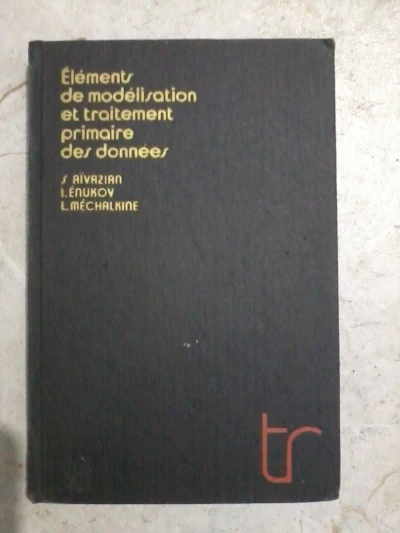 Éléments
de modélisation
et traitement
primaire
des données
S AÏVAZIAN
I.ÉNUKOV
L.MÉCHALKINE
tr